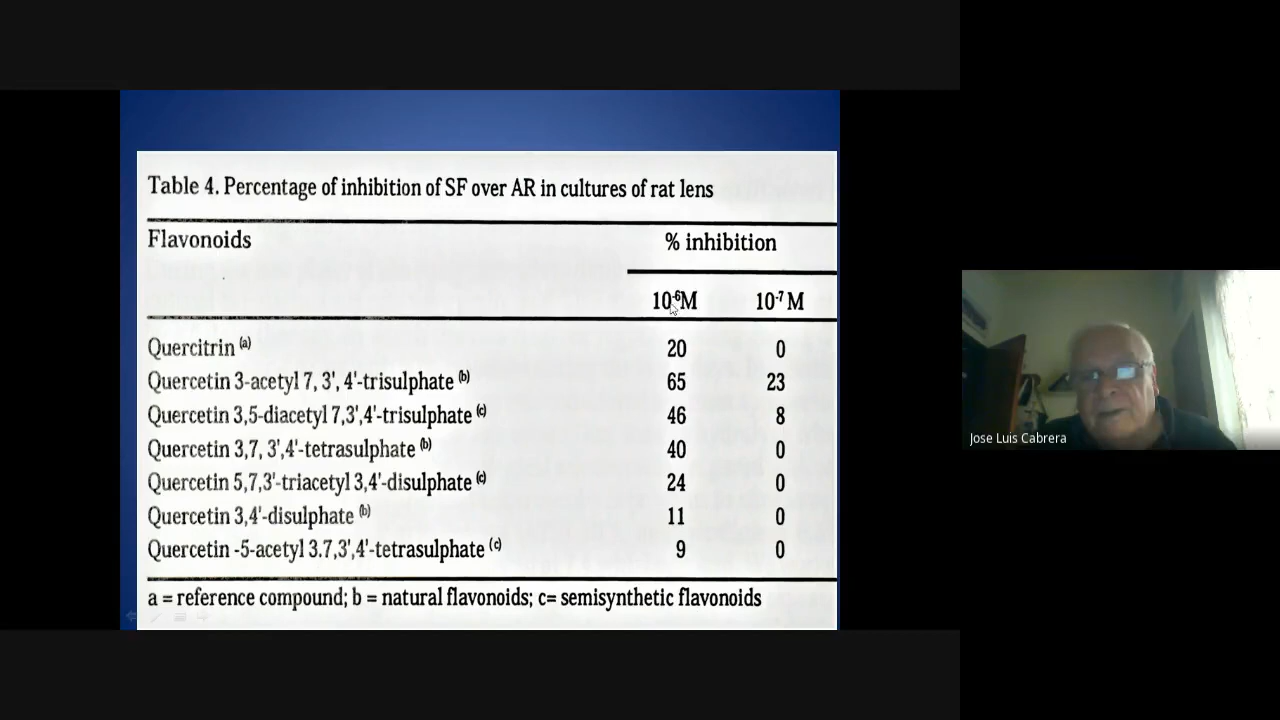 Table 4. Percentage of inhibition of SF over AR in cultures of rat lens
Flavonoids % inhibition
10⁻⁶M 10⁻⁷M
Quercitrin (a) 20 0
Quercetin 3-acetyl 7, 3', 4'-trisulphate (b) 65 23
Quercetin 3,5-diacetyl 7,3',4'-trisulphate (c) 46 8
Quercetin 3,7, 3',4'-tetrasulphate (b) 40 0
Quercetin 5,7,3'-triacetyl 3,4'-disulphate (c) 24 0
Quercetin 3,4'-disulphate (b) 11 0
Quercetin -5-acetyl 3.7,3',4'-tetrasulphate (c) 9 0
a = reference compound; b = natural flavonoids; c= semisynthetic flavonoids
Jose Luis Cabrera